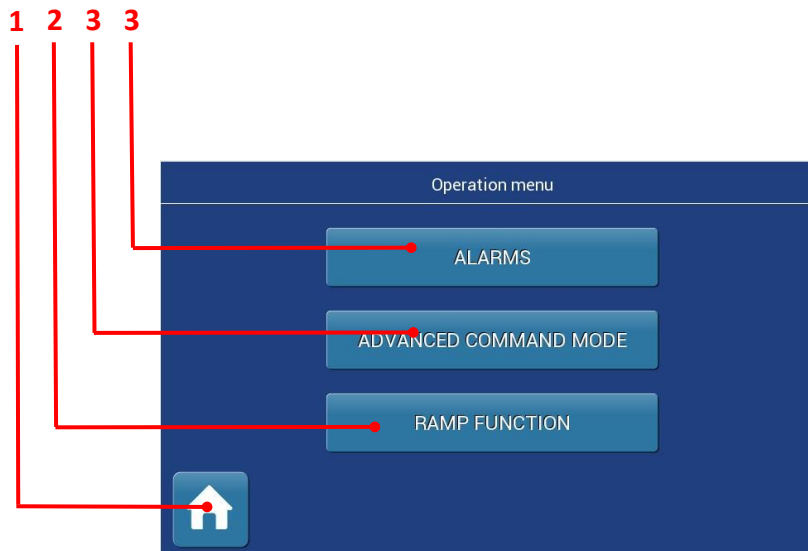 1 2 3 3
Operation menu
ALARMS
ADVANCED COMMAND MODE
RAMP FUNCTION